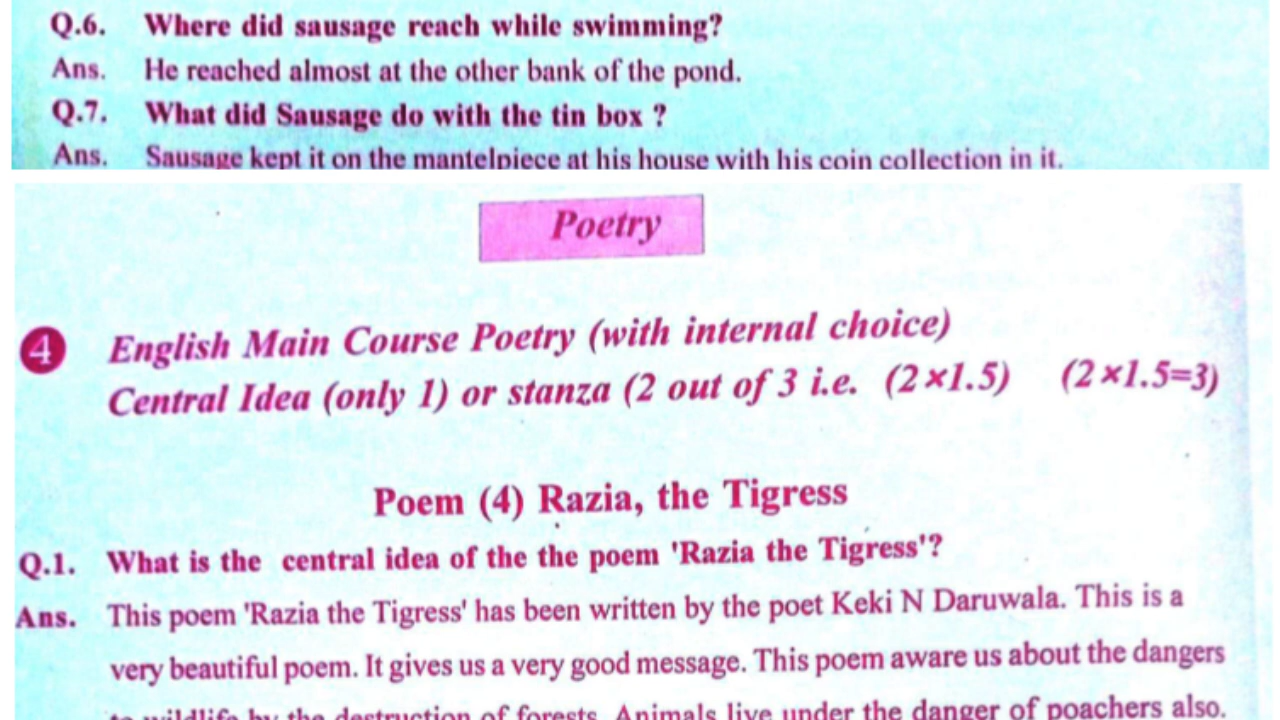 Q.6. Where did sausage reach while swimming?
Ans. He reached almost at the other bank of the pond.
Q.7. What did Sausage do with the tin box ?
Ans. Sausage kept it on the mantelpiece at his house with his coin collection in it.
Poetry
4 English Main Course Poetry (with internal choice)
Central Idea (only 1) or stanza (2 out of 3 i.e. (2×1.5) (2×1.5=3)
Poem (4) Razia, the Tigress
Q.1. What is the central idea of the the poem 'Razia the Tigress'?
Ans. This poem 'Razia the Tigress' has been written by the poet Keki N Daruwala. This is a
very beautiful poem. It gives us a very good message. This poem aware us about the dangers
to wildlife by the destruction of forests. Animals live under the danger of poachers also.